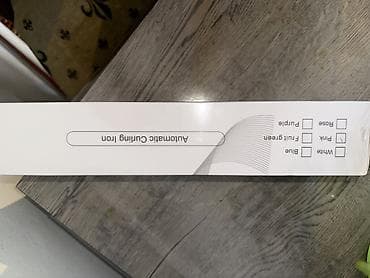 White Blue
Pink Fruit green
Rose Purple
Automatic Curling Iron